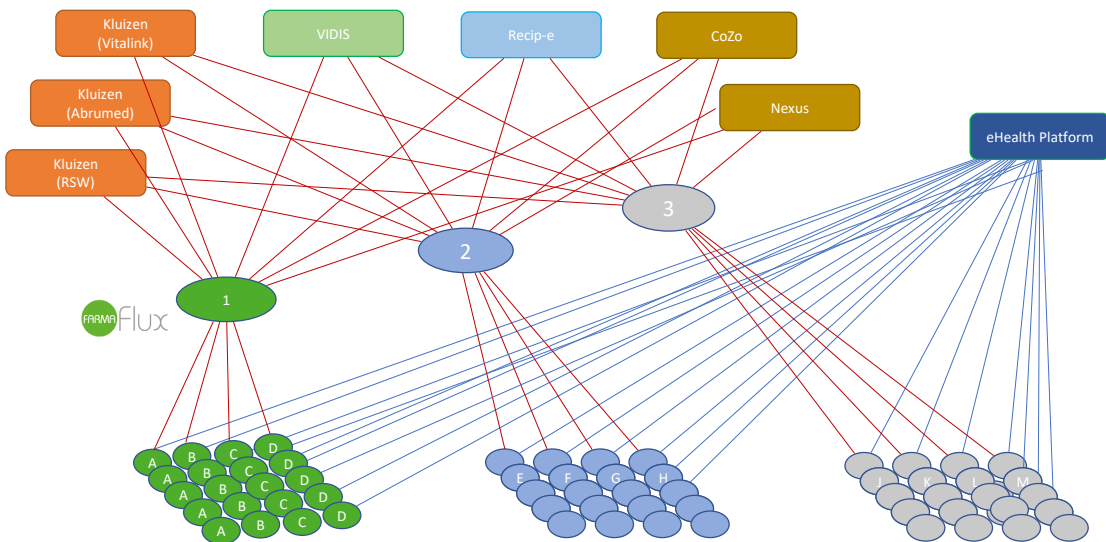 Kluizen
(Vitalink)
VIDIS
Recip-e
CoZo
Kluizen
(Abrumed)
Nexus
eHealth Platform
Kluizen
(RSW)
3
2
1
FARMA Flux
A
B
C
D
A
B
C
D
A
B
C
D
A
B
C
D
A
B
C
D
E
F
G
H
J
K
L
M